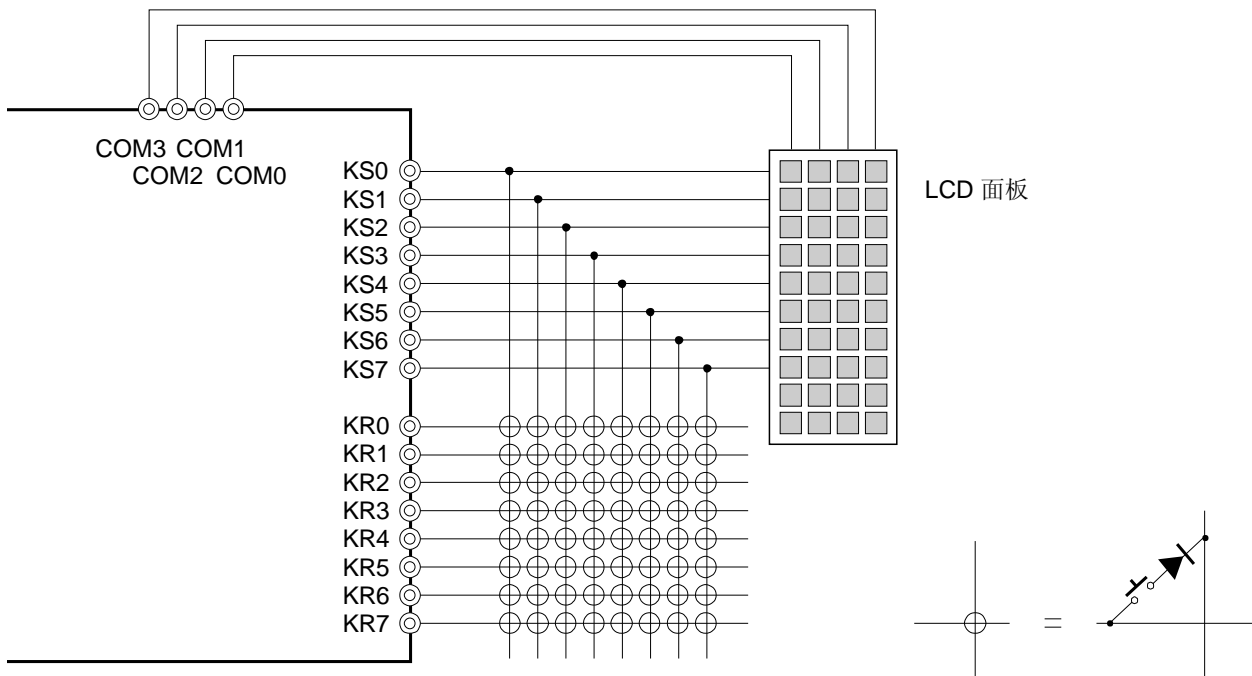 COM3 COM1
COM2 COM0
KS0
KS1
KS2
KS3
KS4
KS5
KS6
KS7
LCD 面板
KR0
KR1
KR2
KR3
KR4
KR5
KR6
KR7